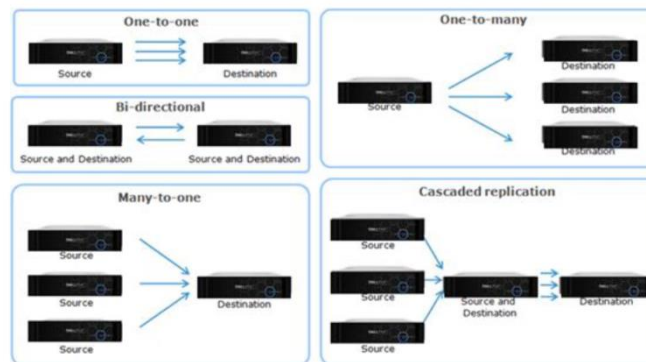 One-to-one
Source
Destination
Bi-directional
Source and Destination
Source and Destination
One-to-many
Source
Destination
Destination
Destination
Many-to-one
Source
Source
Source
Destination
Cascaded replication
Source
Source
Source
Source and
Destination
Destination